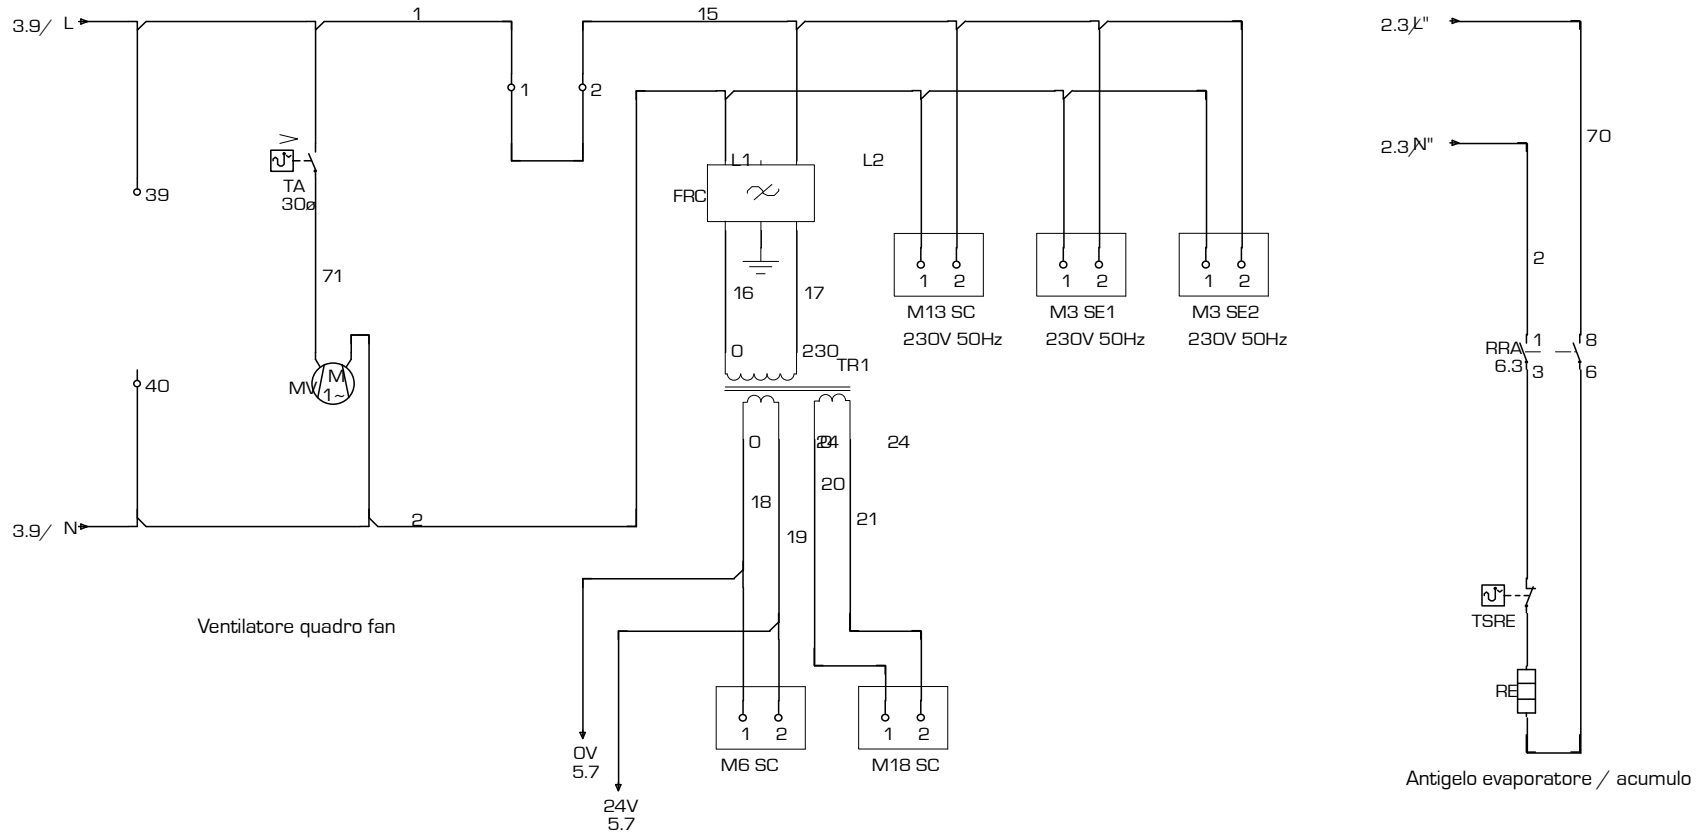 3.9/ L
1
15
2.3/L"
1
2
2.3/N"
70
L1
L2
TA
30ø
39
FRC
71
16
17
1 2
1 2
1 2
2
M13 SC
M3 SE1
M3 SE2
230V 50Hz
230V 50Hz
230V 50Hz
0
230
TR1
RRA
6.3
1
3
8
6
MV
M
1~
40
0
24
0
24
18
20
19
21
3.9/ N
2
TSRE
Ventilatore quadro fan
RE
1 2
1 2
0V
5.7
M6 SC
M18 SC
24V
5.7
Antigelo evaporatore / acumulo